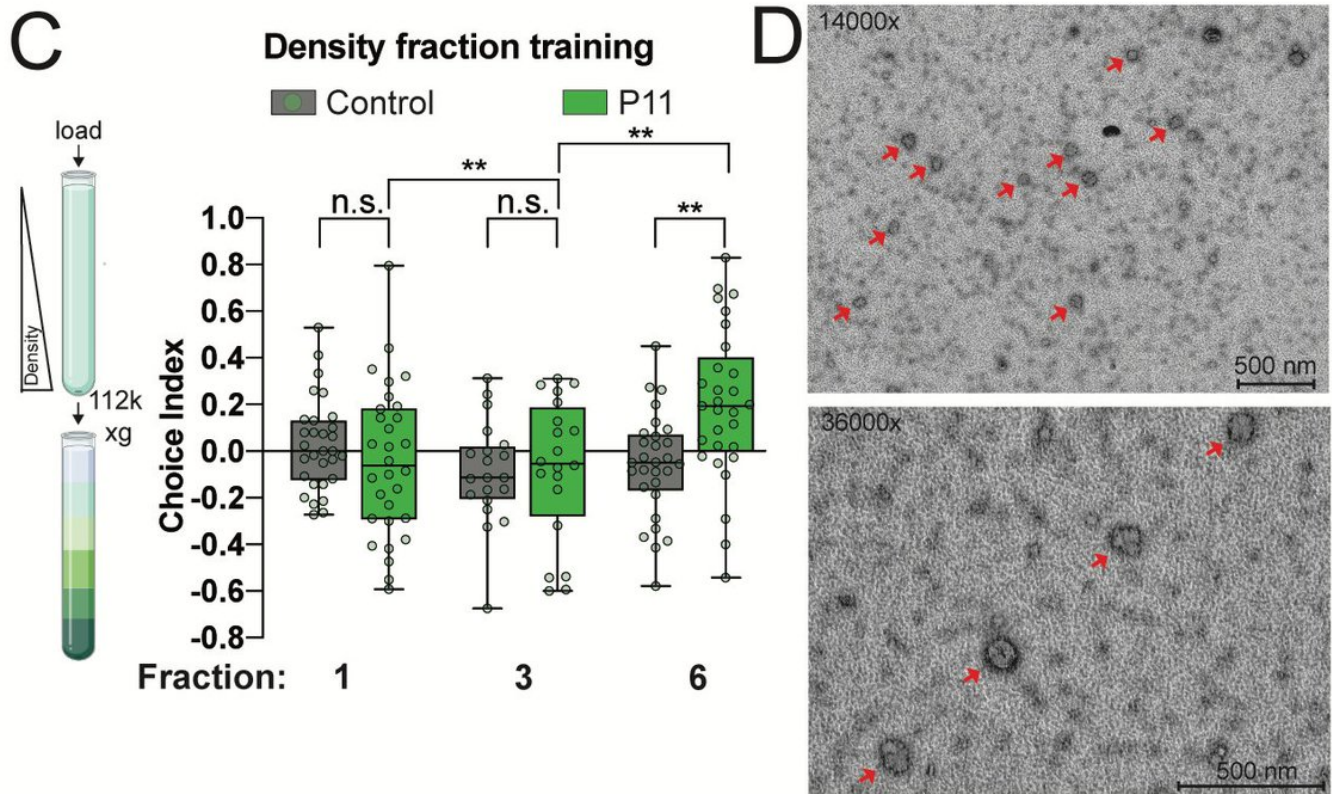 C
Density fraction training
Control
P11
load
Density
112k
xg
**
**
n.s.
n.s.
**
Choice Index
1.0
0.8
0.6
0.4
0.2
0.0
-0.2
-0.4
-0.6
-0.8
Fraction: 1 3 6
D
14000x
500 nm
36000x
500 nm